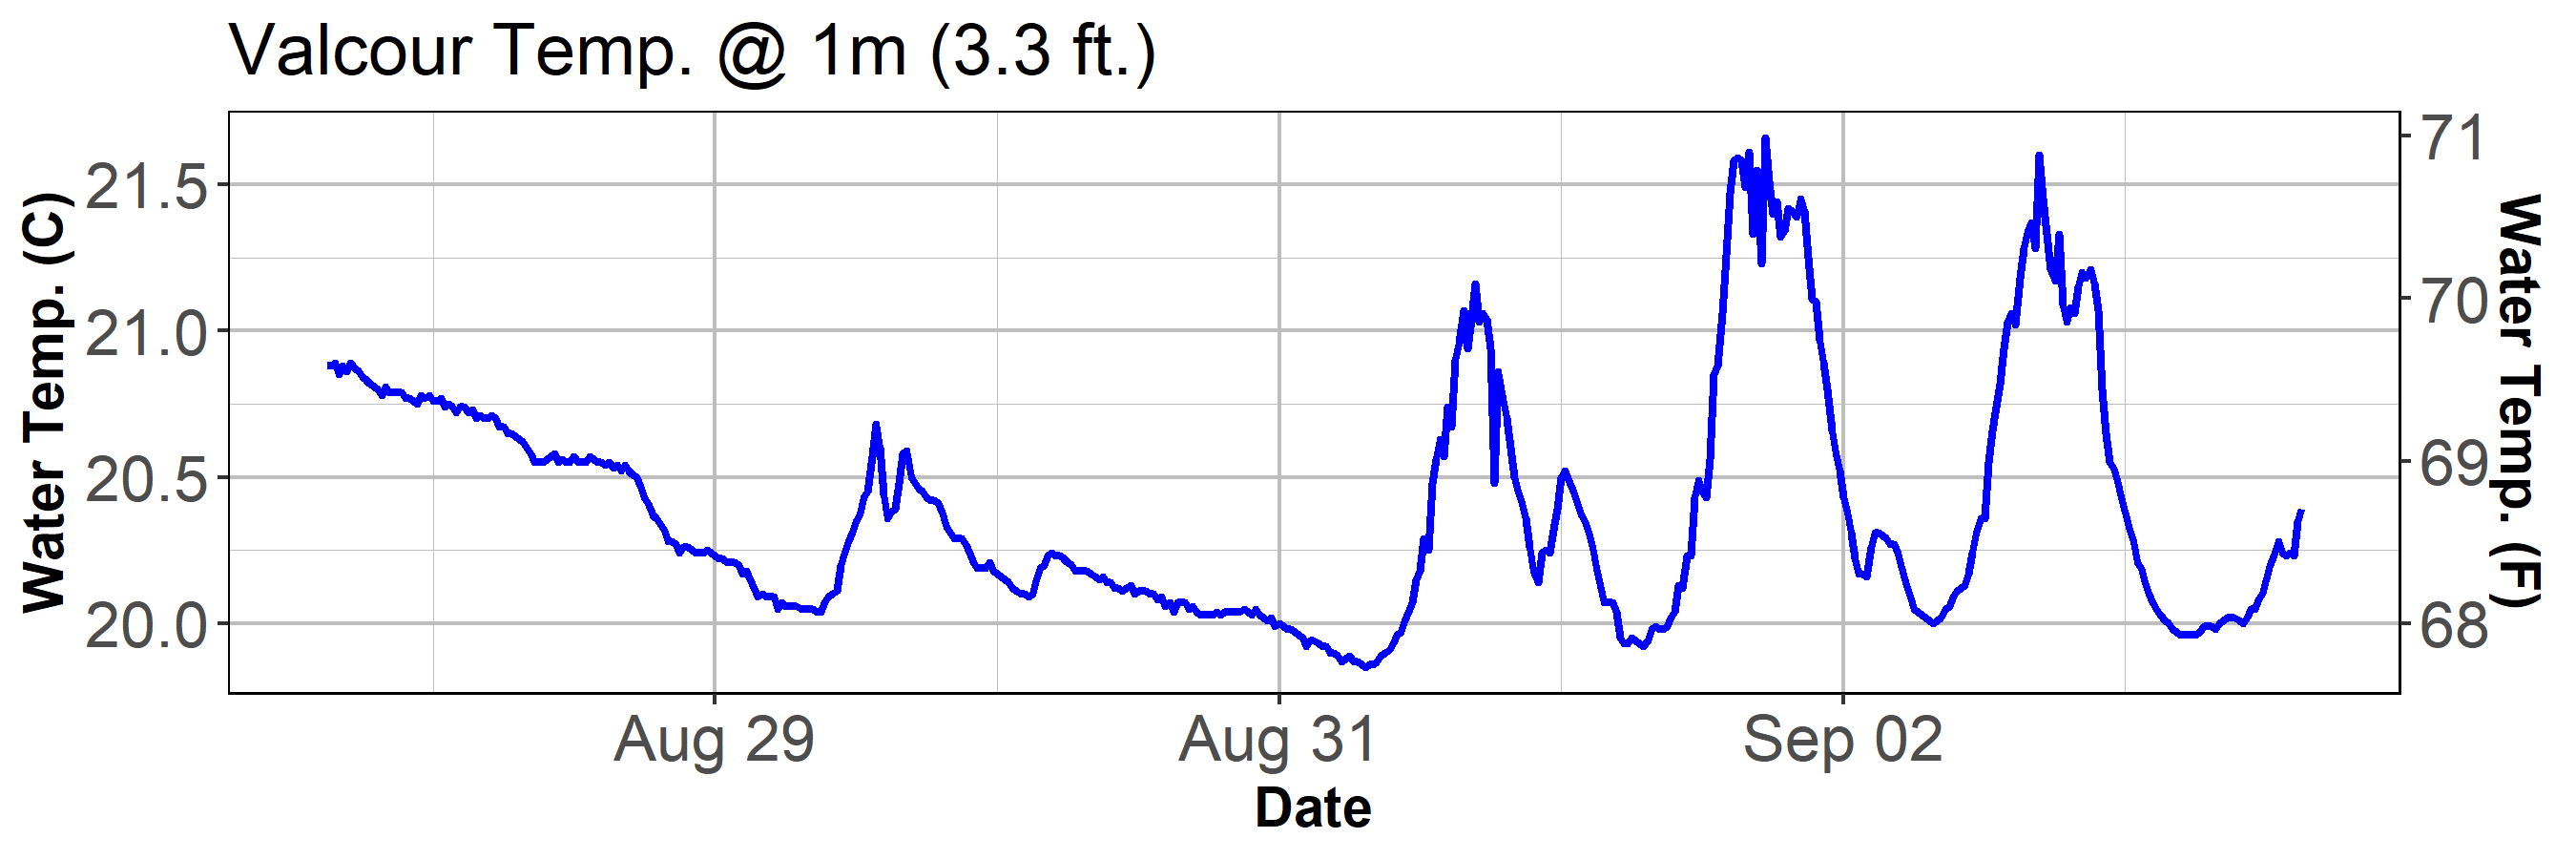 Valcour Temp. @ 1m (3.3 ft.)
Water Temp. (C)
21.5
21.0
20.5
20.0
71
70
69
68
Water Temp. (F)
Aug 29
Aug 31
Sep 02
Date